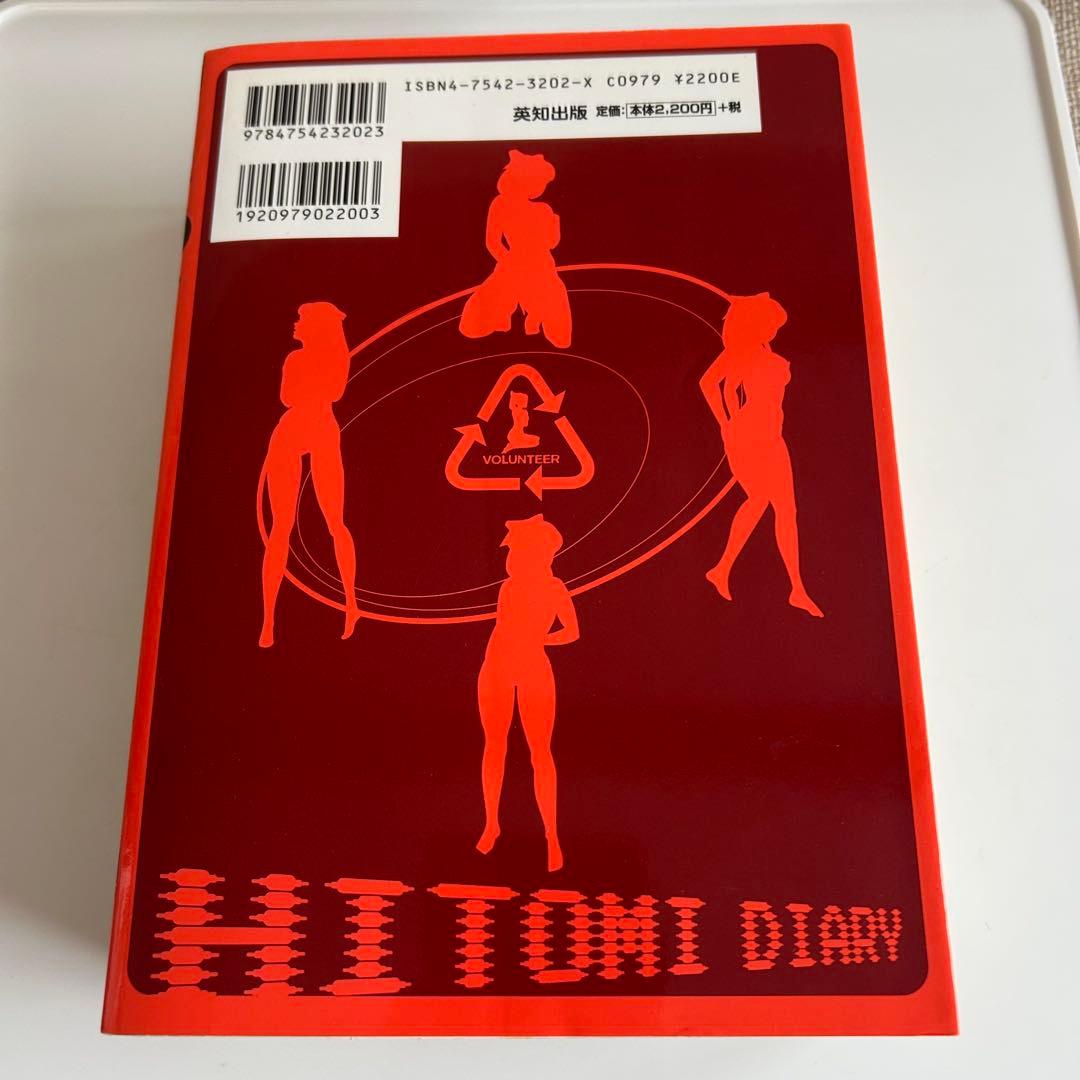 ISBN4-7542-3202-X C0979 ¥2200E
英知出版 定価:本体2,200円+税
9784754232023
1920979022003
VOLUNTEER
HITOMI DIARY